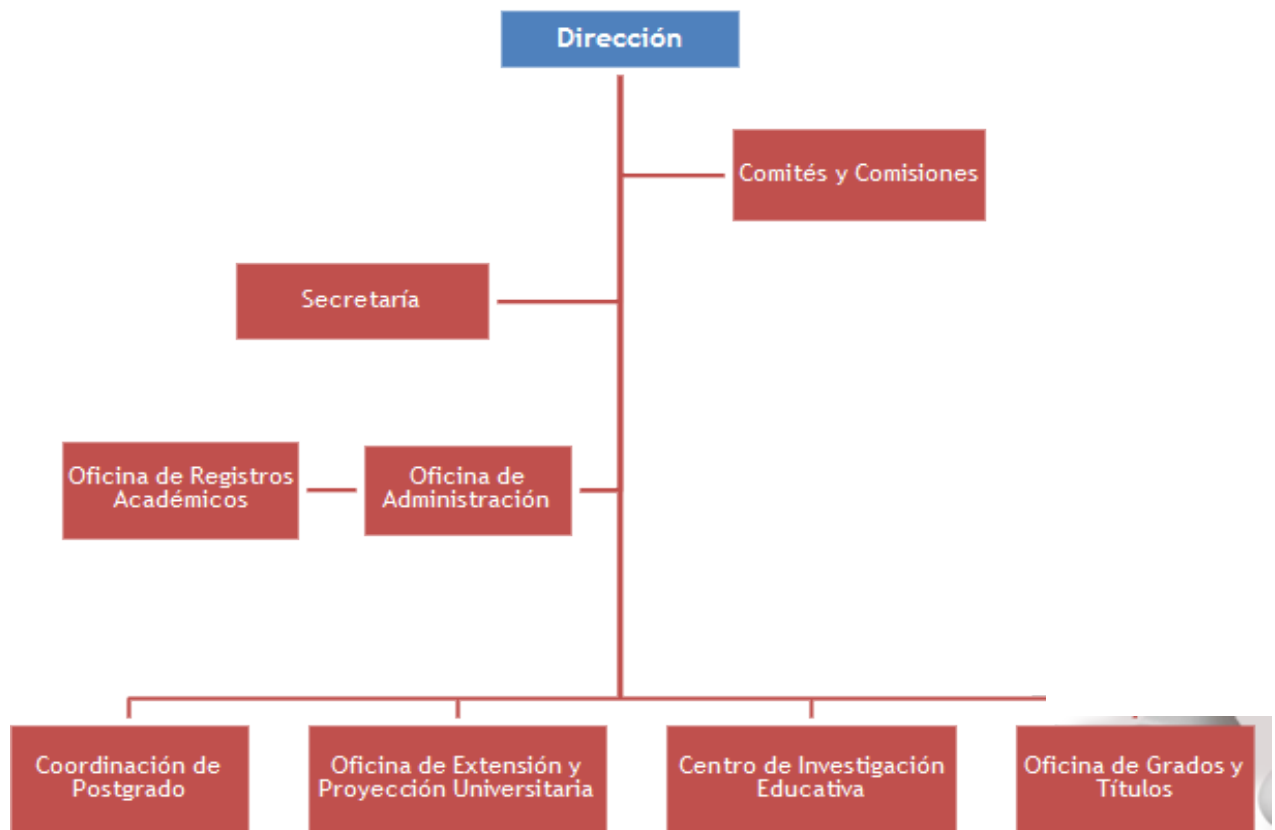 Dirección
Comités y Comisiones
Secretaría
Oficina de Registros
Académicos
Oficina de
Administración
Coordinación de
Postgrado
Oficina de Extensión y
Proyección Universitaria
Centro de Investigación
Educativa
Oficina de Grados y
Títulos